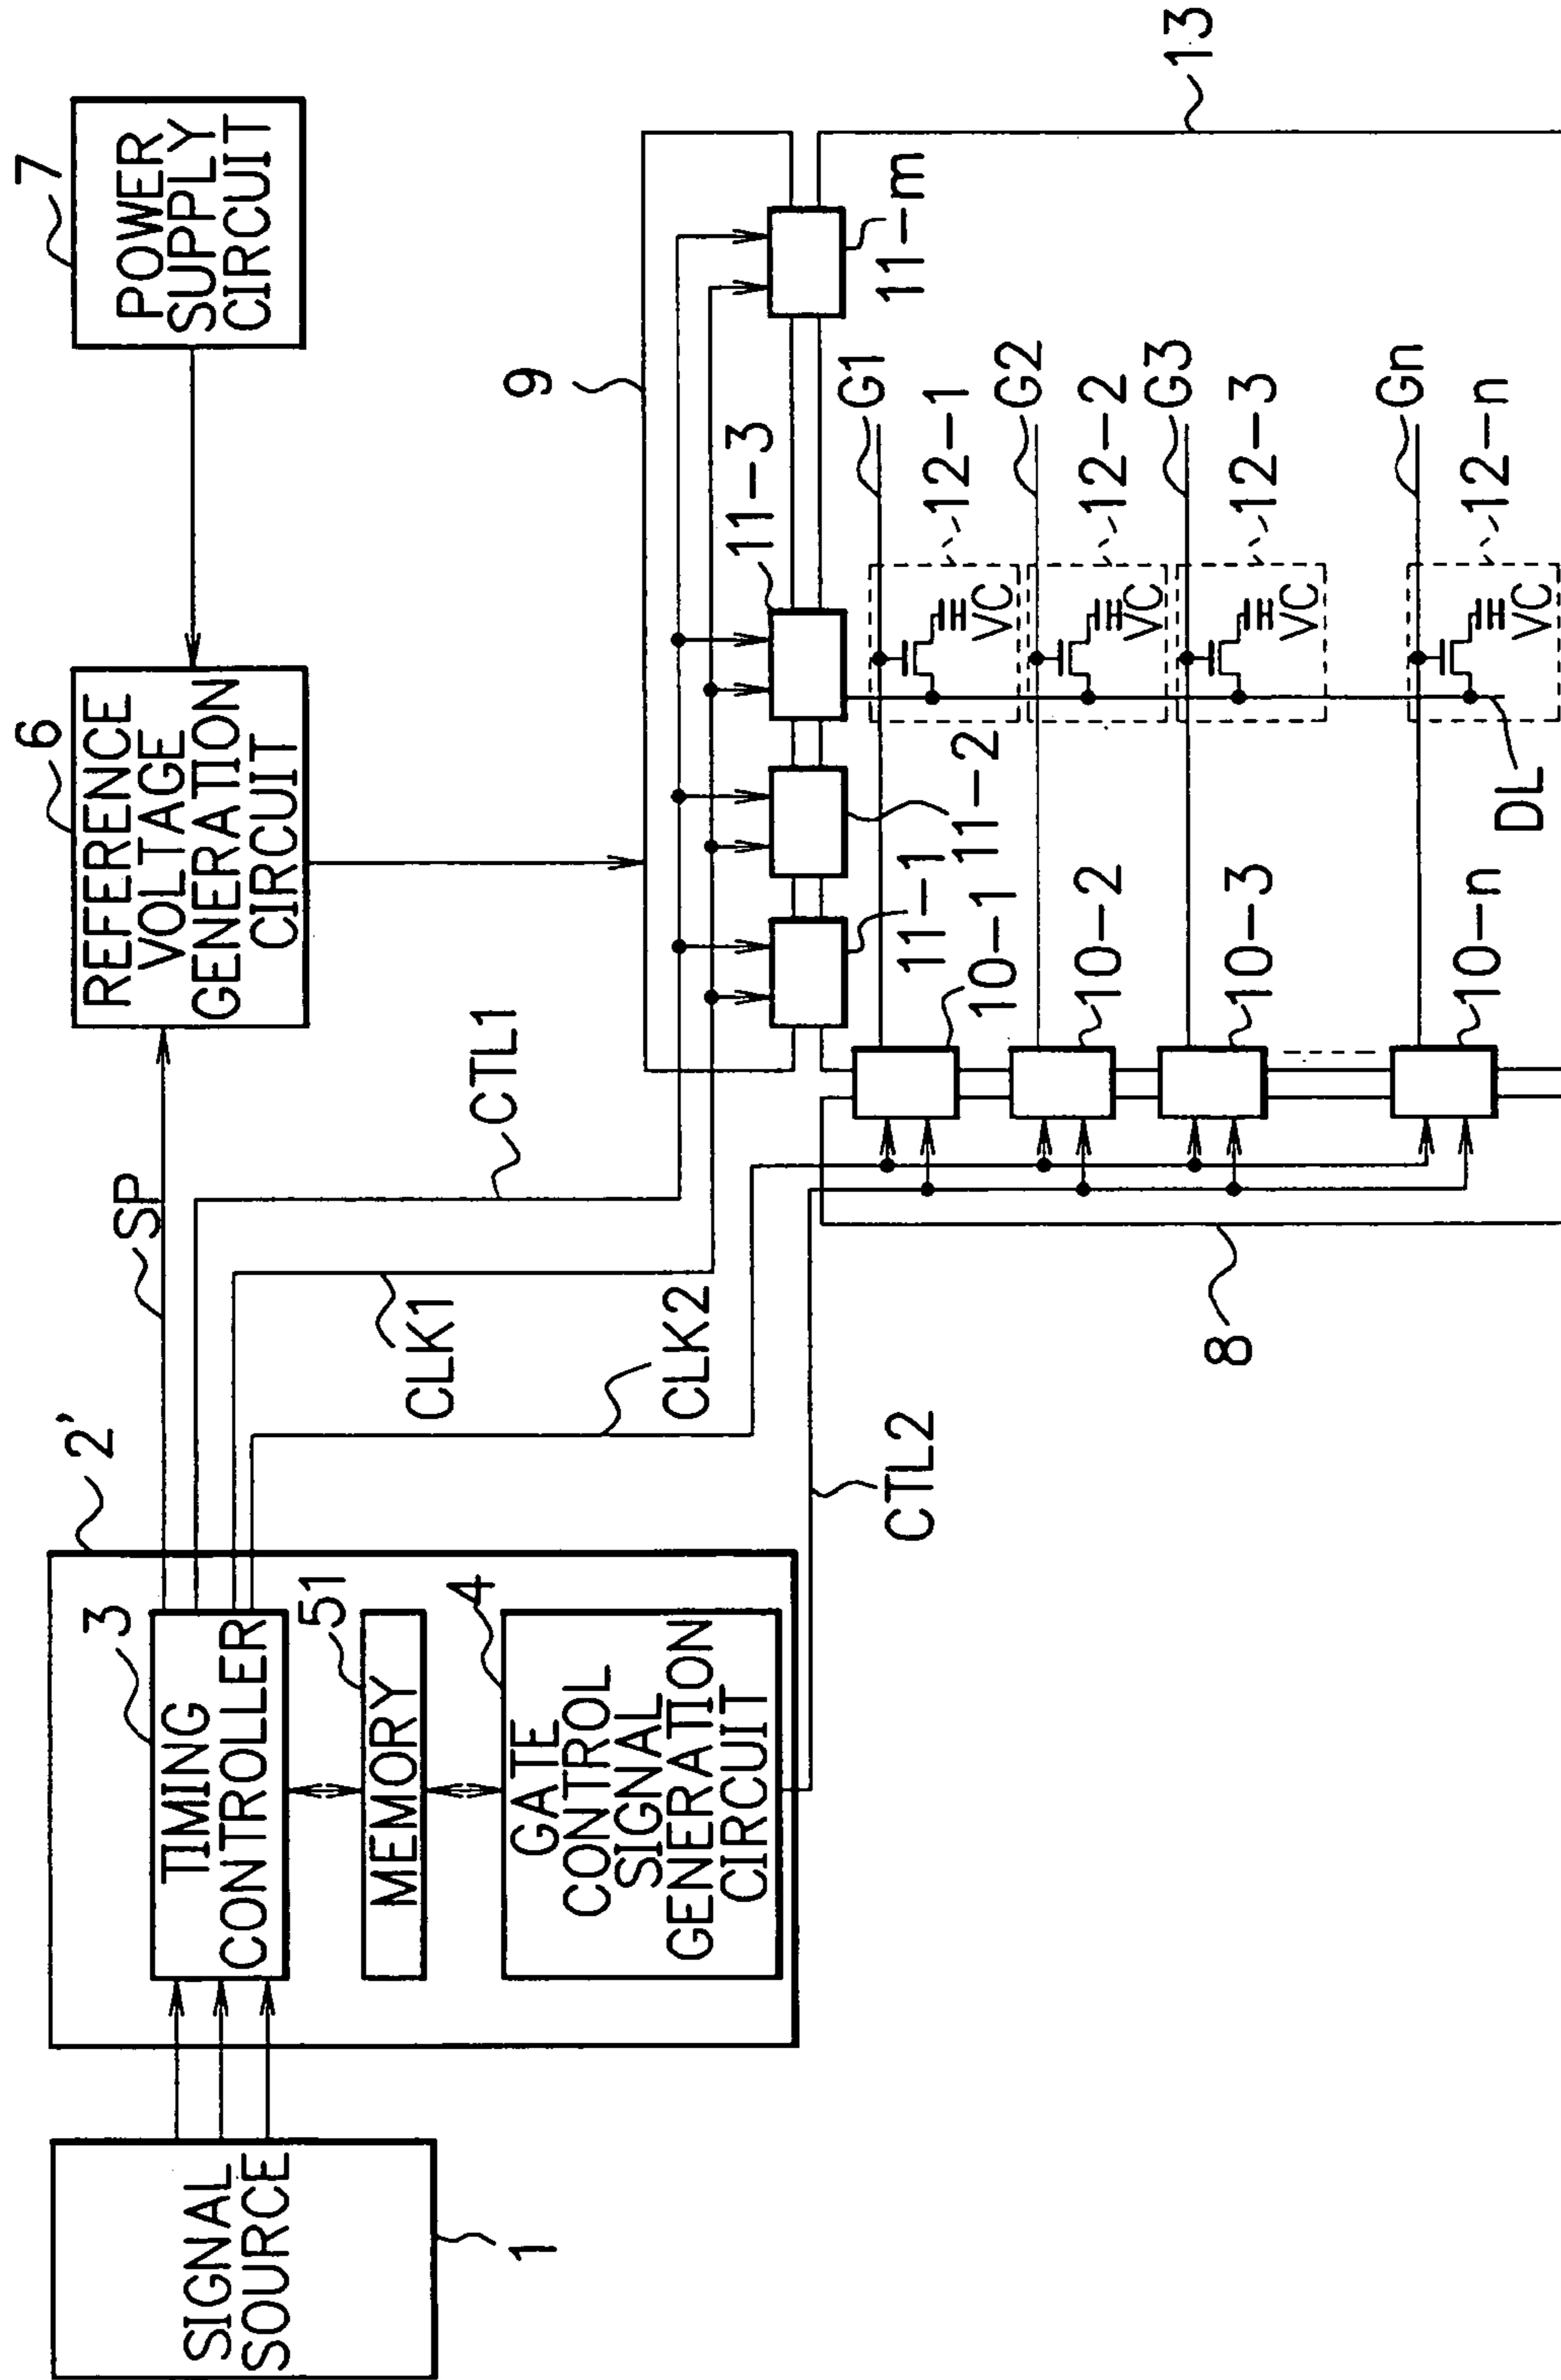 SIGNAL
SOURCE
1
2'
TIMING
CONTROLLER
3
MEMORY
51
GATE
CONTROL
SIGNAL
GENERATION
CIRCUIT
4
SP
CTL1
CLK1
CLK2
CTL2
REFERENCE
VOLTAGE
GENERATION
CIRCUIT
6
POWER
SUPPLY
CIRCUIT
7
9
11-3
11-m
11-1
11-2
13
8
10-1
10-2
10-3
10-n
G1
12-1
VC
G2
12-2
VC
G3
12-3
VC
Gn
12-n
VC
DL